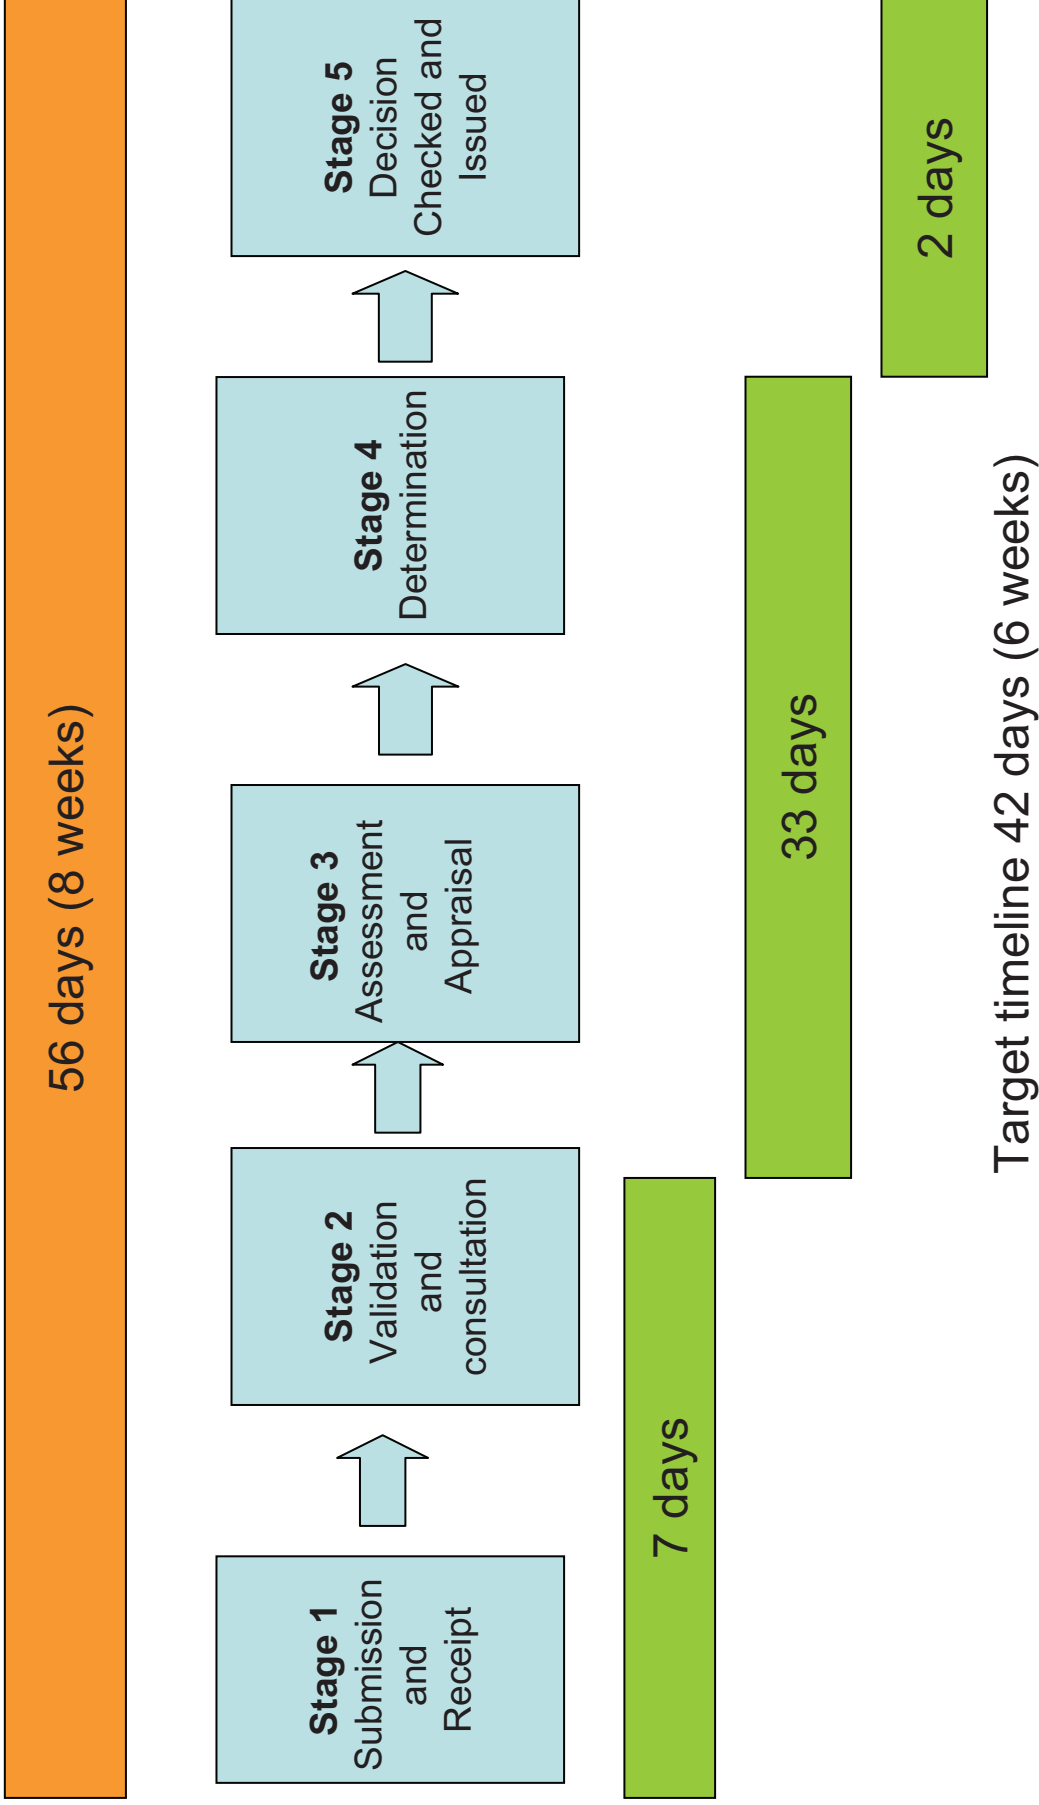 56 days (8 weeks)
Stage 1
Submission
and
Receipt
Stage 2
Validation
and
consultation
Stage 3
Assessment
and
Appraisal
Stage 4
Determination
Stage 5
Decision
Checked and
Issued
7 days
33 days
2 days
Target timeline 42 days (6 weeks)